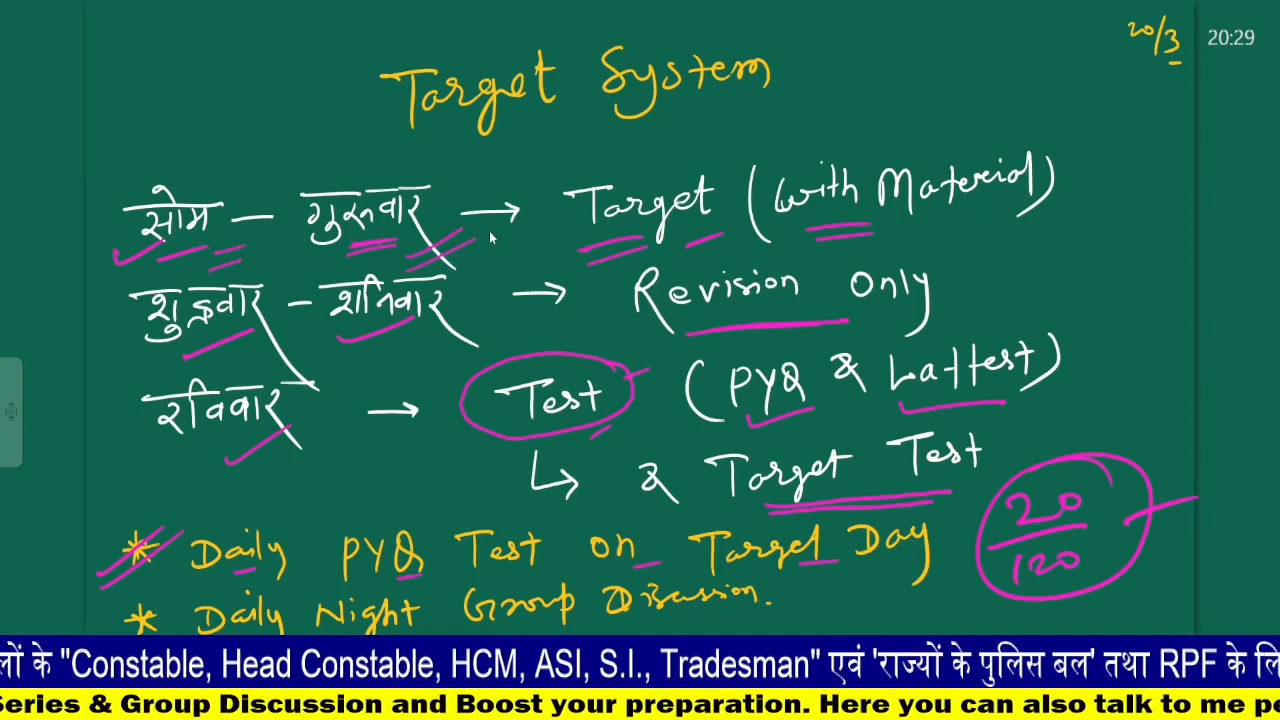 20/3
20:29
Target System
सोम - गुरुवार → Target (with Material)
शुक्रवार - शनिवार → Revision Only
रविवार → Test (PYQ & Lattest)
↳ & Target Test
20/120
* Daily PYQ Test on Target Day
* Daily Night Group Discussion.
लों के "Constable, Head Constable, HCM, ASI, S.I., Tradesman" एवं 'राज्यों के पुलिस बल' तथा RPF के लि
Series & Group Discussion and Boost your preparation. Here you can also talk to me pe